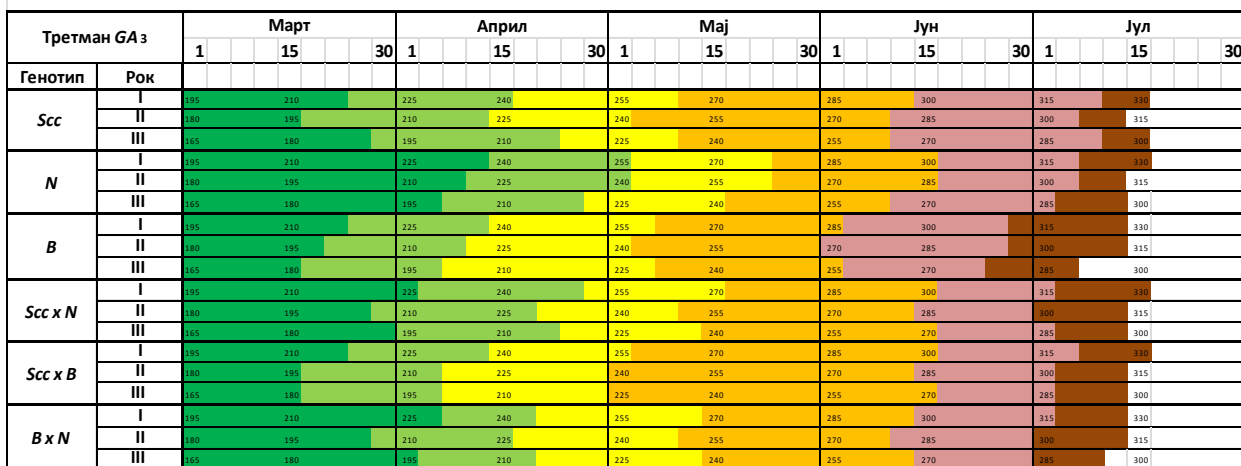 Третман GA 3 Март Април Мај Јун Јул
1 15 30 1 15 30 1 15 30 1 15 30 1 15 30
Генотип Рок
Scc I 195 210 225 240 255 270 285 300 315 330
II 180 195 210 225 240 255 270 285 300 315
III 165 180 195 210 225 240 255 270 285 300
N I 195 210 225 240 255 270 285 300 315 330
II 180 195 210 225 240 255 270 285 300 315
III 165 180 195 210 225 240 255 270 285 300
B I 195 210 225 240 255 270 285 300 315 330
II 180 195 210 225 240 255 270 285 300 315
III 165 180 195 210 225 240 255 270 285 300
Scc x N I 195 210 225 240 255 270 285 300 315 330
II 180 195 210 225 240 255 270 285 300 315
III 165 180 195 210 225 240 255 270 285 300
Scc x B I 195 210 225 240 255 270 285 300 315 330
II 180 195 210 225 240 255 270 285 300 315
III 165 180 195 210 225 240 255 270 285 300
B x N I 195 210 225 240 255 270 285 300 315 330
II 180 195 210 225 240 255 270 285 300 315
III 165 180 195 210 225 240 255 270 285 300